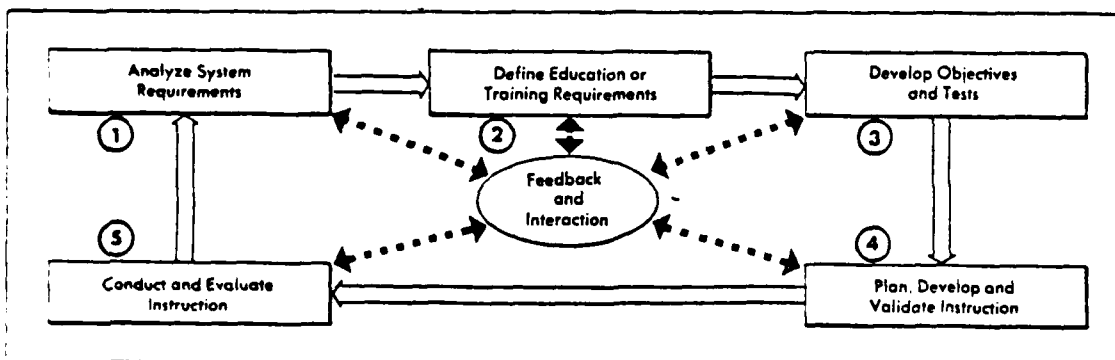 Analyze System
Requirements
1
Define Education or
Training Requirements
2
Develop Objectives
and Tests
3
Feedback
and
Interaction
5
Conduct and Evaluate
Instruction
4
Plan, Develop and
Validate Instruction